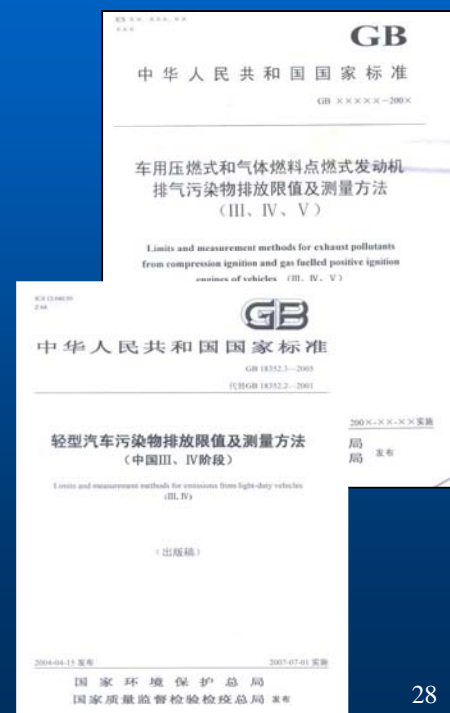 GB
中华人民共和国国家标准
GB ×××××—200×
车用压燃式和气体燃料点燃式发动机
排气污染物排放限值及测量方法
（III、IV、V）
Limits and measurement methods for exhaust pollutants
from compression ignition and gas fuelled positive ignition
engines of vehicles （III、IV、V）
200×-××-××实施
局
局 发布
GB
中华人民共和国国家标准
GB 18352.3—2005
代替GB 18352.2—2001
轻型汽车污染物排放限值及测量方法
（中国III、IV阶段）
Limits and measurement methods for emissions from light-duty vehicles
(III, IV)
（出版稿）
2004-04-15 发布 2007-07-01 实施
国家环境保护总局
国家质量监督检验检疫总局 发布
28